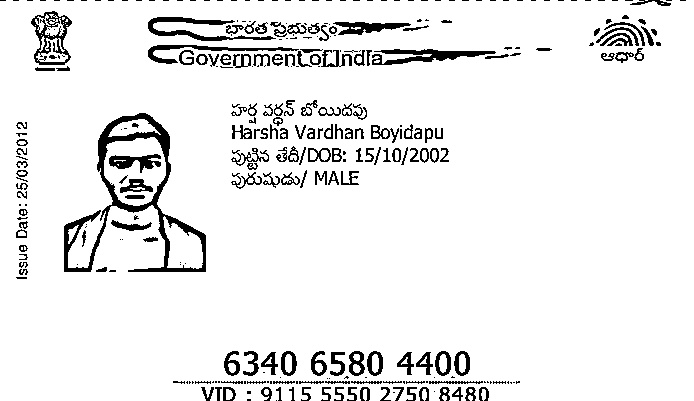 భారత ప్రభుత్వం
Government of India
ఆధార్
Issue Date: 25/03/2012
హర్ష వర్ధన్ బోయిదపు
Harsha Vardhan Boyidapu
పుట్టిన తేదీ/DOB: 15/10/2002
పురుషుడు/ MALE
6340 6580 4400
VID : 9115 5550 2750 8480